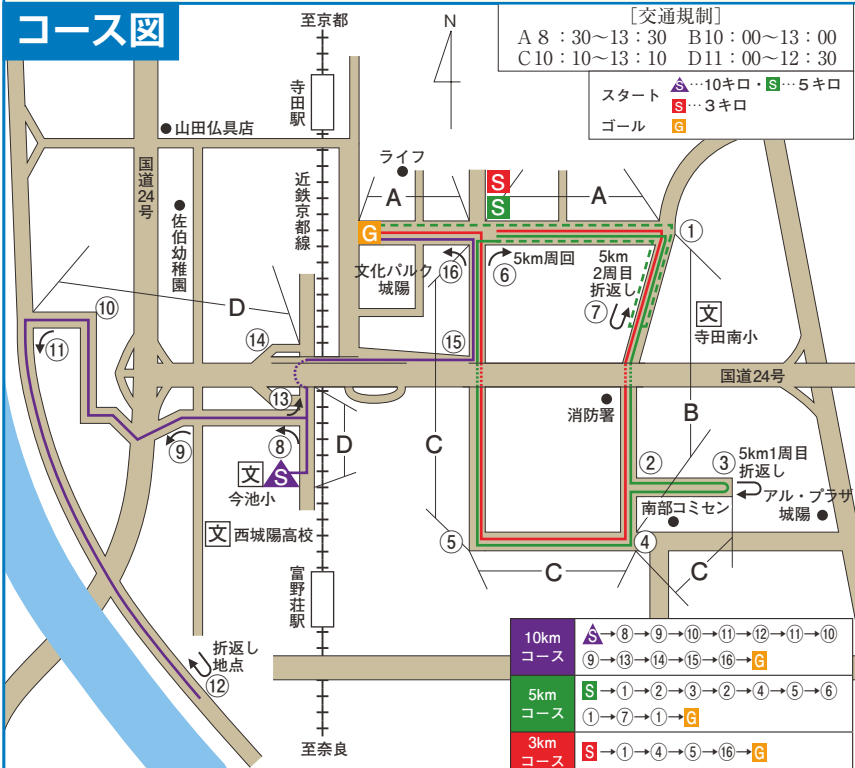 コース図
至京都
N
[交通規制]
A 8：30～13：30 B10：00～13：00
C10：10～13：10 D11：00～12：30
スタート S…10キロ・S…5キロ
S…3キロ
ゴール G
寺田駅
山田仏具店
ライフ
国道24号
佐伯幼稚園
近鉄京都線
A
A
S
S
G
①
文化パルク
城陽
⑯
⑥
5km周回
5km
2周目
折返し
⑦
文
寺田南小
D
⑩
⑪
⑭
⑮
国道24号
⑬
消防署
B
C
D
⑧
⑨
S
文
今池小
②
③
5km1周目
折返し
アル・プラザ
城陽
南部コミセン
文 西城陽高校
⑤
④
C
C
富野荘駅
折返し
地点
⑫
至奈良
10km
コース
S→⑧→⑨→⑩→⑪→⑫→⑪→⑩
⑨→⑬→⑭→⑮→⑯→G
5km
コース
S→①→②→③→②→④→⑤→⑥
①→⑦→①→G
3km
コース
S→①→④→⑤→⑯→G